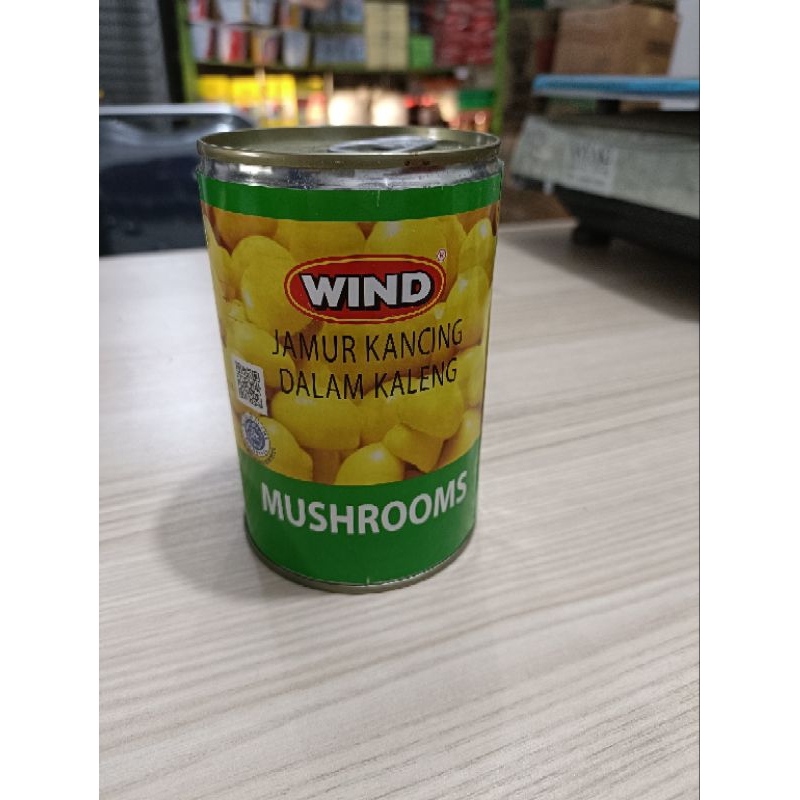 WIND
®
JAMUR KANCING
DALAM KALENG
MUSHROOMS